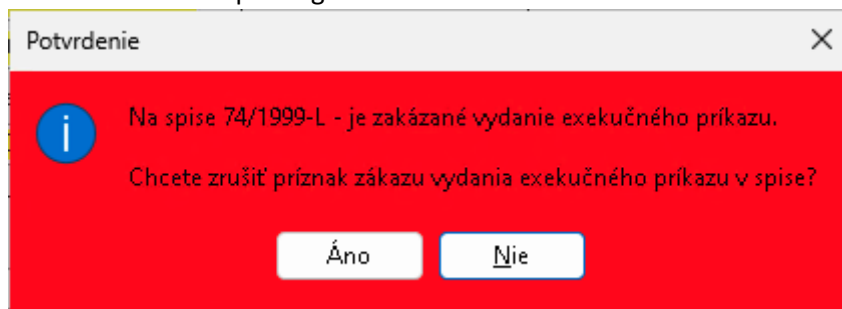 Potvrdenie
Na spise 74/1999-L - je zakázané vydanie exekučného príkazu.
Chcete zrušiť príznak zákazu vydania exekučného príkazu v spise?
Áno
Nie